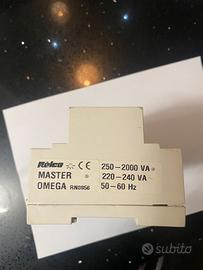 Relco CE 250-2000 VA
MASTER 220-240 VA
OMEGA RN0956 50-60 Hz
subito